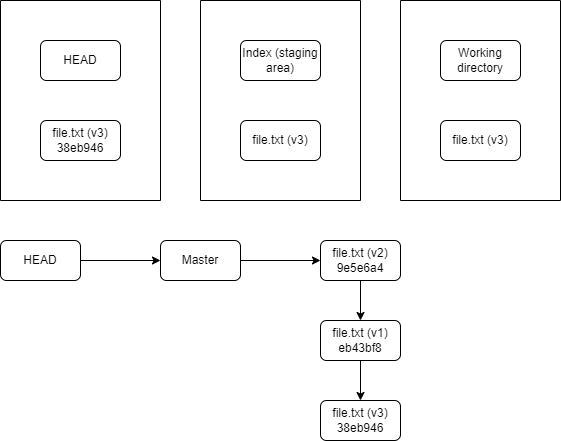 HEAD
file.txt (v3)
38eb946
Index (staging
area)
file.txt (v3)
Working
directory
file.txt (v3)
HEAD
Master
file.txt (v2)
9e5e6a4
file.txt (v1)
eb43bf8
file.txt (v3)
38eb946